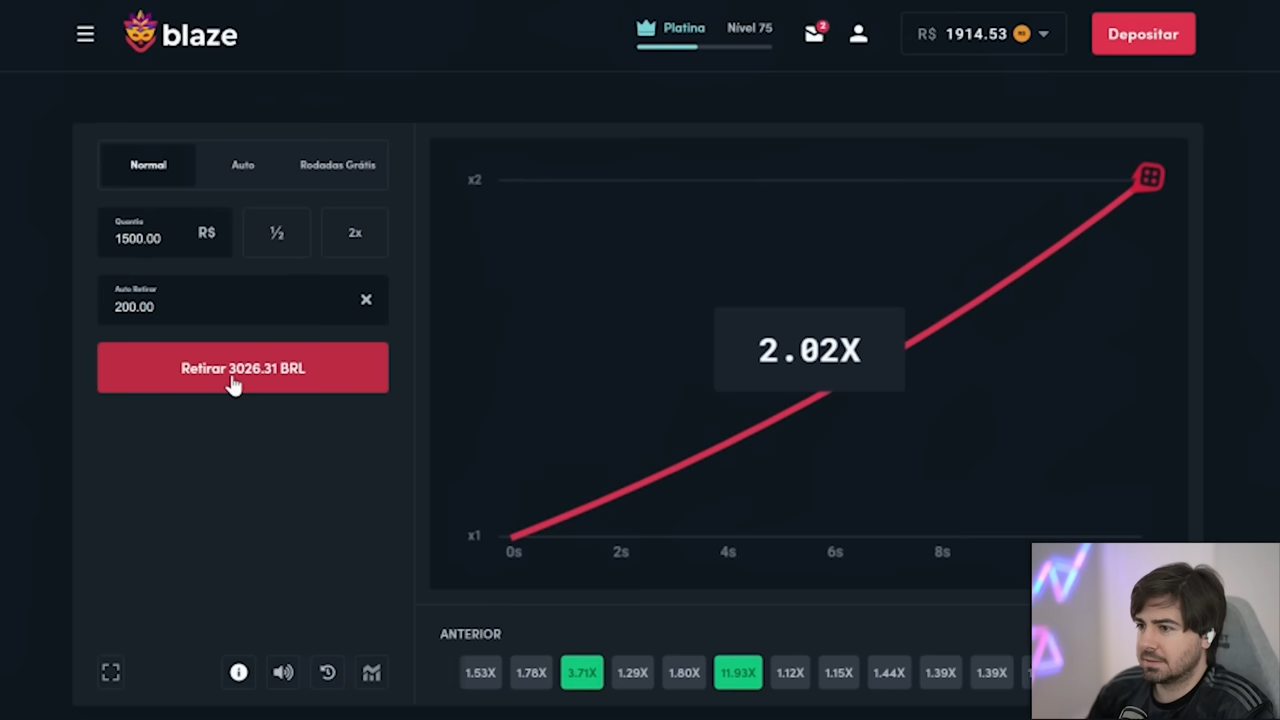 blaze
Platina Nível 75
2
R$ 1914.53
Depositar
Normal Auto Rodadas Grátis
Quantia
1500.00 R$
½ 2x
Auto Retirar
200.00
Retirar 3026.31 BRL
x2
2.02X
x1
0s 2s 4s 6s 8s
ANTERIOR
1.53X 1.78X 3.71X 1.29X 1.80X 11.93X 1.12X 1.15X 1.44X 1.39X 1.39X